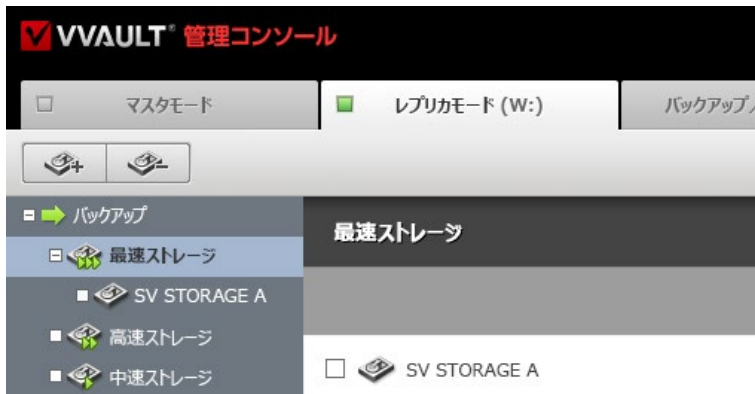 VVAULT® 管理コンソール
マスタモード
レプリカモード (W:)
バックアップ
バックアップ
最速ストレージ
SV STORAGE A
高速ストレージ
中速ストレージ
最速ストレージ
SV STORAGE A